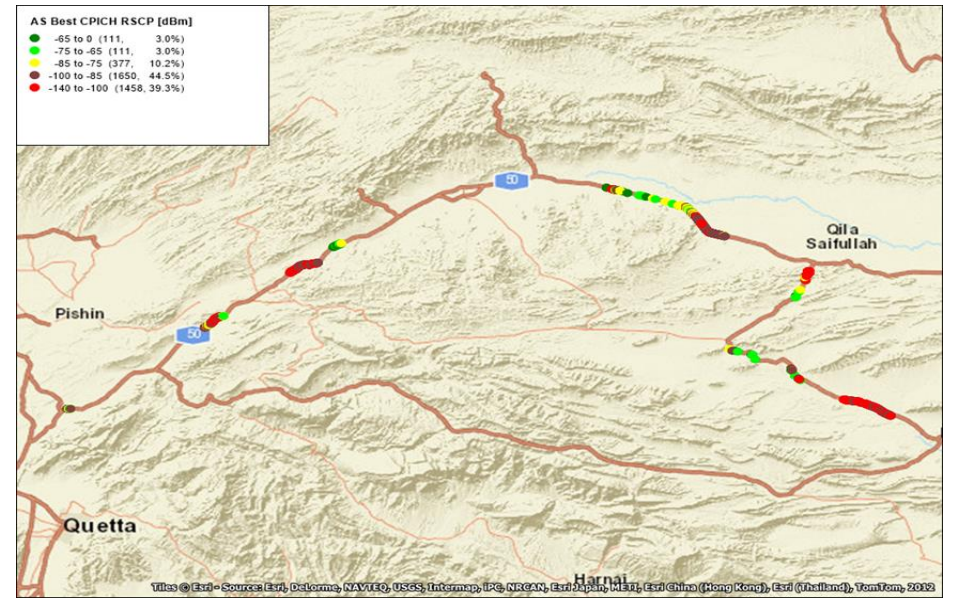 AS Best CPICH RSCP [dBm]
-65 to 0 (111, 3.0%)
-75 to -65 (111, 3.0%)
-85 to -75 (377, 10.2%)
-100 to -85 (1650, 44.5%)
-140 to -100 (1458, 39.3%)
50
Qila
Saifullah
Pishin
50
Quetta
Harnai
Tiles © Esri - Source: Esri, DeLorme, NAVTEQ, USGS, Intermap, iPC, NRCAN, Esri Japan, METI, Esri China (Hong Kong), Esri (Thailand), TomTom, 2012